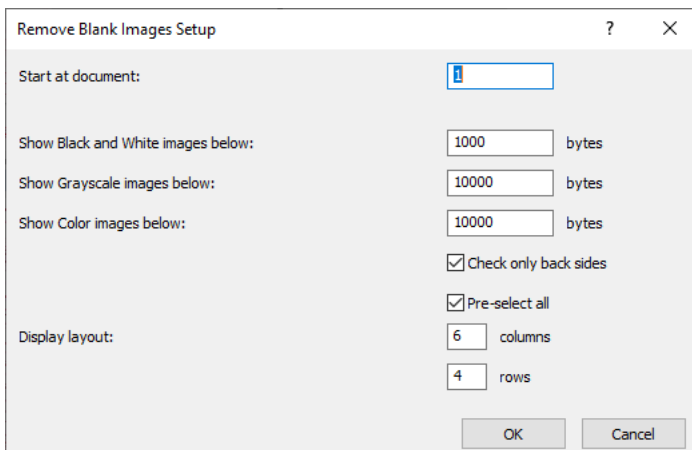 Remove Blank Images Setup ?
Start at document: 1
Show Black and White images below: 1000 bytes
Show Grayscale images below: 10000 bytes
Show Color images below: 10000 bytes
Check only back sides
Pre-select all
Display layout: 6 columns
4 rows
OK Cancel